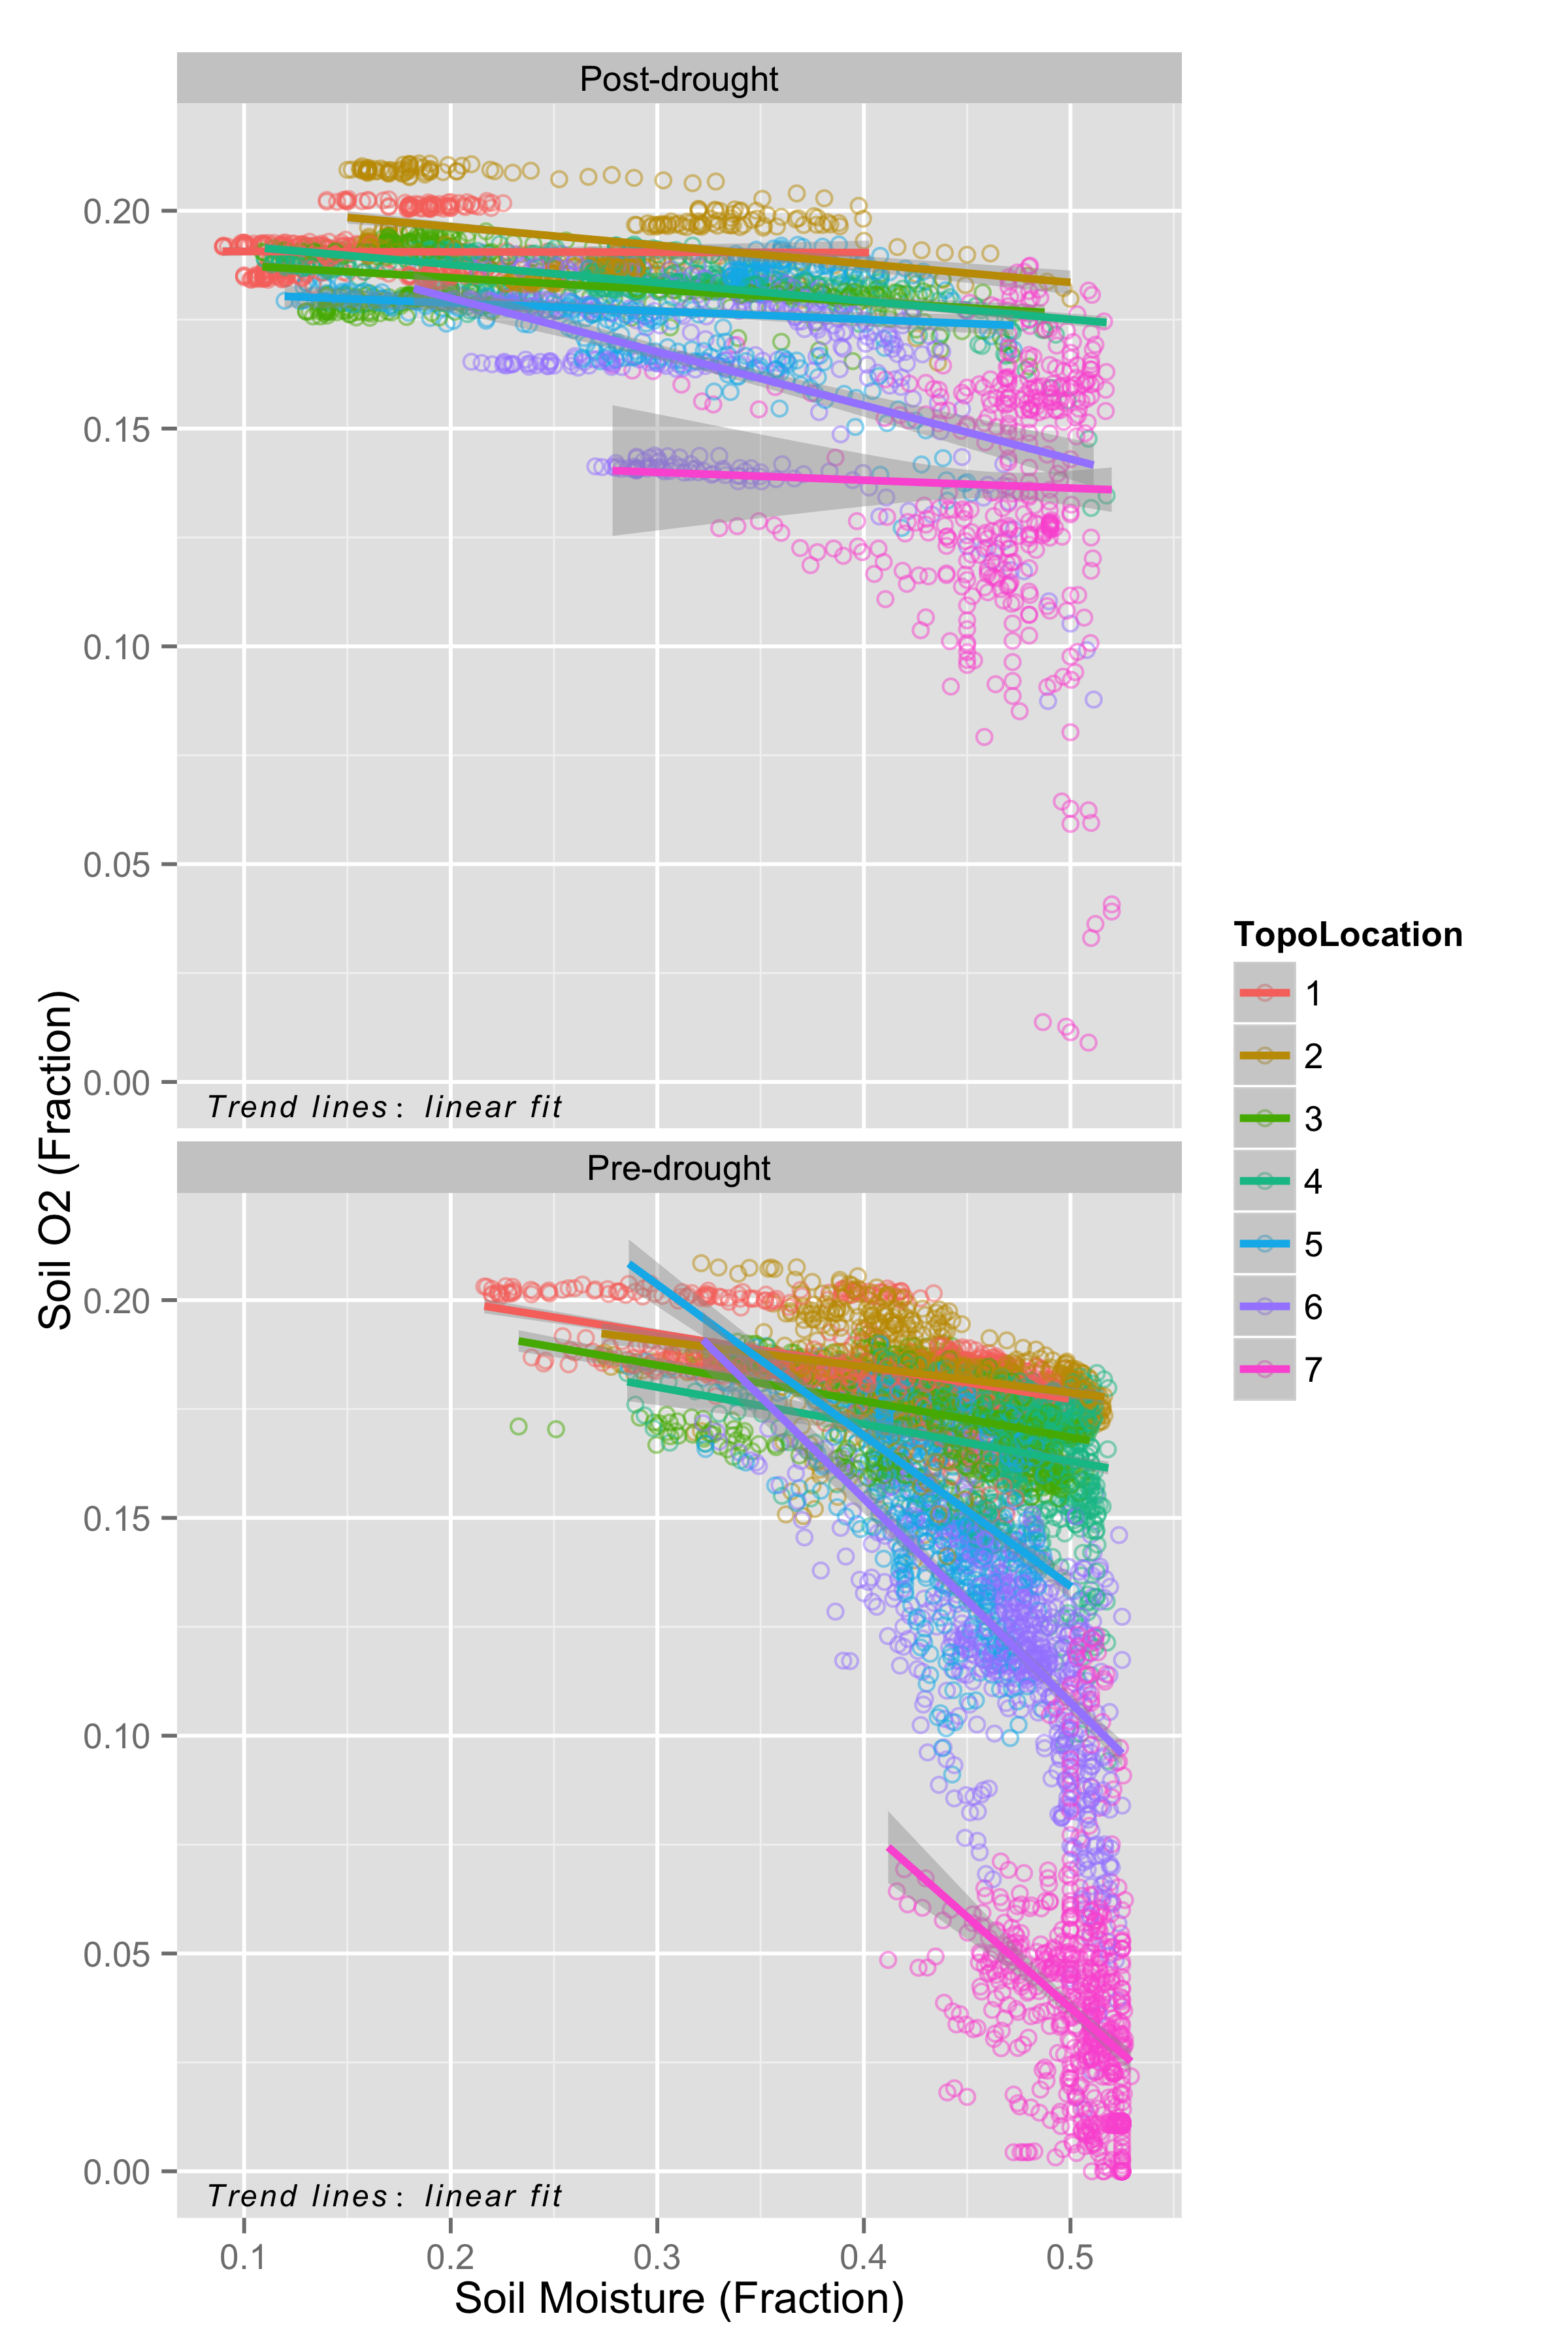 Post-drought
0.20
0.15
0.10
0.05
0.00
Trend lines: linear fit
Pre-drought
0.20
0.15
0.10
0.05
0.00
Trend lines: linear fit
0.1 0.2 0.3 0.4 0.5
Soil Moisture (Fraction)
Soil O2 (Fraction)
TopoLocation
1
2
3
4
5
6
7